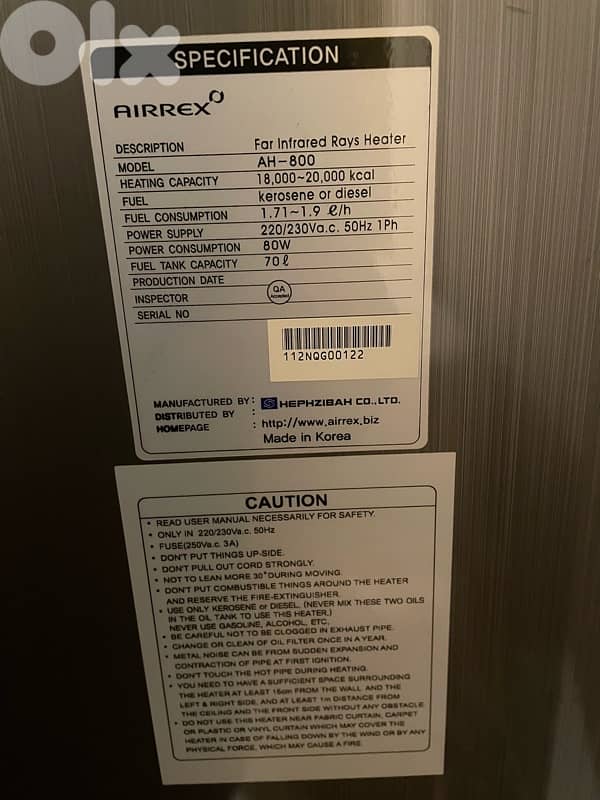 olx
SPECIFICATION
AIRREX
DESCRIPTION Far Infrared Rays Heater
MODEL AH-800
HEATING CAPACITY 18,000~20,000 kcal
FUEL kerosene or diesel
FUEL CONSUMPTION 1.71~1.9 ℓ/h
POWER SUPPLY 220/230Va.c. 50Hz 1Ph
POWER CONSUMPTION 80W
FUEL TANK CAPACITY 70ℓ
PRODUCTION DATE
INSPECTOR QA Accepted
SERIAL NO
112NQG00122
MANUFACTURED BY : HEPHZIBAH CO.,LTD.
DISTRIBUTED BY :
HOMEPAGE : http://www.airrex.biz
Made in Korea
CAUTION
• READ USER MANUAL NECESSARILY FOR SAFETY.
• ONLY IN 220/230Va.c. 50Hz
• FUSE(250Va.c. 3A)
• DON'T PUT THINGS UP-SIDE.
• DON'T PULL OUT CORD STRONGLY.
• NOT TO LEAN MORE 30° DURING MOVING.
• DON'T PUT COMBUSTIBLE THINGS AROUND THE HEATER
AND RESERVE THE FIRE-EXTINGUISHER.
• USE ONLY KEROSENE or DIESEL. (NEVER MIX THESE TWO OILS
IN THE OIL TANK TO USE THIS HEATER.)
NEVER USE GASOLINE, ALCOHOL, ETC.
• BE CAREFUL NOT TO BE CLOGGED IN EXHAUST PIPE.
• CHANGE OR CLEAN OF OIL FILTER ONCE IN A YEAR.
• METAL NOISE CAN BE FROM SUDDEN EXPANSION AND
CONTRACTION OF PIPE AT FIRST IGNITION.
• DON'T TOUCH THE HOT PIPE DURING HEATING.
• YOU NEED TO HAVE A SUFFICIENT SPACE SURROUNDING
THE HEATER AT LEAST 15cm FROM THE WALL AND THE
LEFT & RIGHT SIDE, AND AT LEAST 1m DISTANCE FROM
THE CEILING AND THE FRONT SIDE WITHOUT ANY OBSTACLE
• DO NOT USE THIS HEATER NEAR FABRIC CURTAIN, CARPET
OR PLASTIC OR VINYL CURTAIN WHICH MAY COVER THE
HEATER IN CASE OF FALLING DOWN BY THE WIND OR BY ANY
PHYSICAL FORCE, WHICH MAY CAUSE A FIRE.